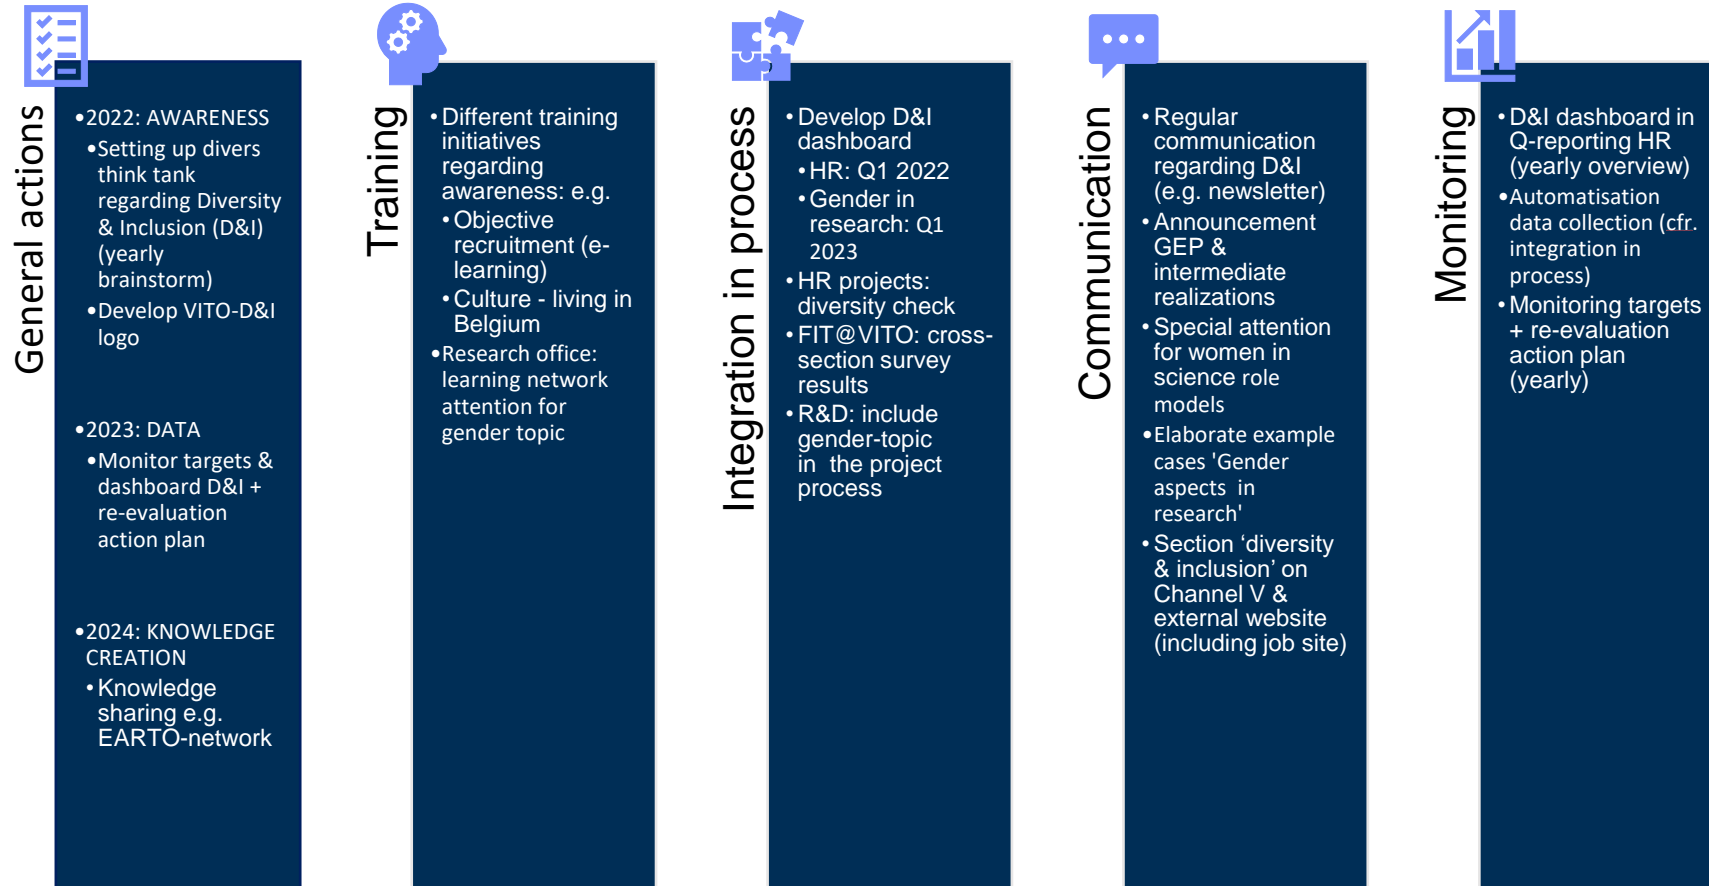 General actions
•2022: AWARENESS
•Setting up divers
think tank
regarding Diversity
& Inclusion (D&I)
(yearly
brainstorm)
•Develop VITO-D&I
logo
•2023: DATA
•Monitor targets &
dashboard D&I +
re-evaluation
action plan
•2024: KNOWLEDGE
CREATION
•Knowledge
sharing e.g.
EARTO-network
Training
•Different training
initiatives
regarding
awareness: e.g.
•Objective
recruitment (e-
learning)
•Culture - living in
Belgium
•Research office:
learning network
attention for
gender topic
Integration in process
•Develop D&I
dashboard
•HR: Q1 2022
•Gender in
research: Q1
2023
•HR projects:
diversity check
•FIT@VITO: cross-
section survey
results
•R&D: include
gender-topic
in the project
process
Communication
•Regular
communication
regarding D&I
(e.g. newsletter)
•Announcement
GEP &
intermediate
realizations
•Special attention
for women in
science role
models
•Elaborate example
cases 'Gender
aspects in
research'
•Section ‘diversity
& inclusion’ on
Channel V &
external website
(including job site)
Monitoring
•D&I dashboard in
Q-reporting HR
(yearly overview)
•Automatisation
data collection (cfr.
integration in
process)
•Monitoring targets
+ re-evaluation
action plan
(yearly)